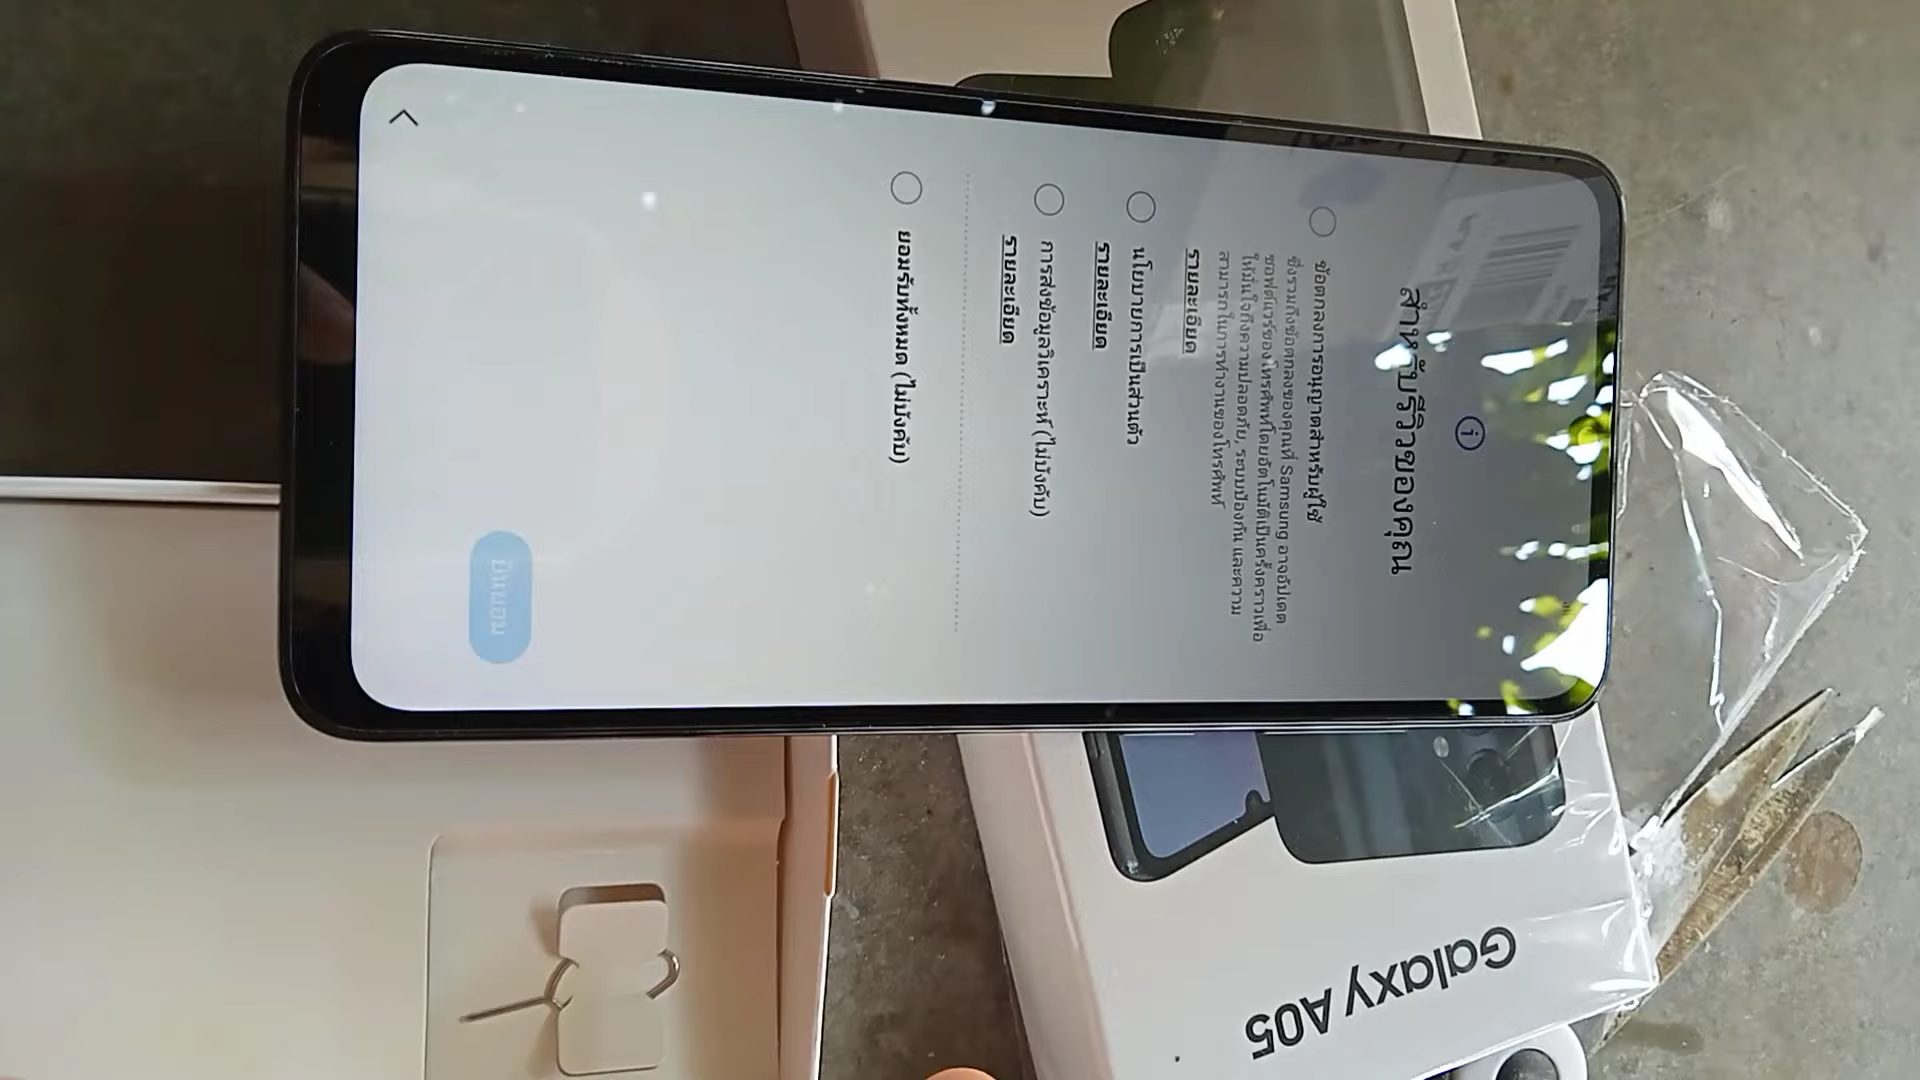 สำหรับรีวิวของคุณ
ข้อตกลงการอนุญาตสำหรับผู้ใช้
ซึ่งรวมถึงข้อตกลงของคุณที่ Samsung อาจอัปเดต
ซอฟต์แวร์ของโทรศัพท์โดยอัตโนมัติเป็นครั้งคราวเพื่อ
ให้มั่นใจถึงความปลอดภัย, ระบบป้องกัน และความ
สามารถในการทำงานของโทรศัพท์
รายละเอียด
นโยบายการเป็นส่วนตัว
รายละเอียด
การส่งข้อมูลวิเคราะห์ (ไม่บังคับ)
รายละเอียด
ยอมรับทั้งหมด (ไม่บังคับ)
ยินยอม
Galaxy A05